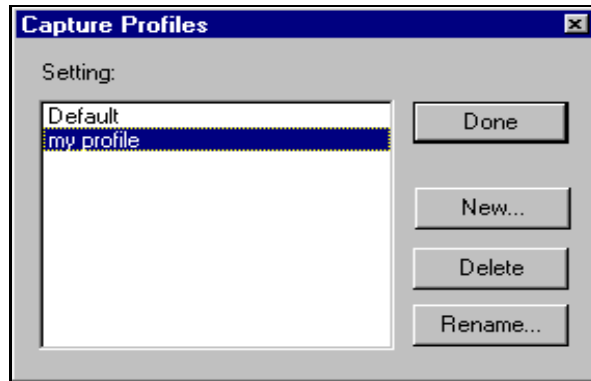 Capture Profiles
Setting:
Default
my profile
Done
New...
Delete
Rename...